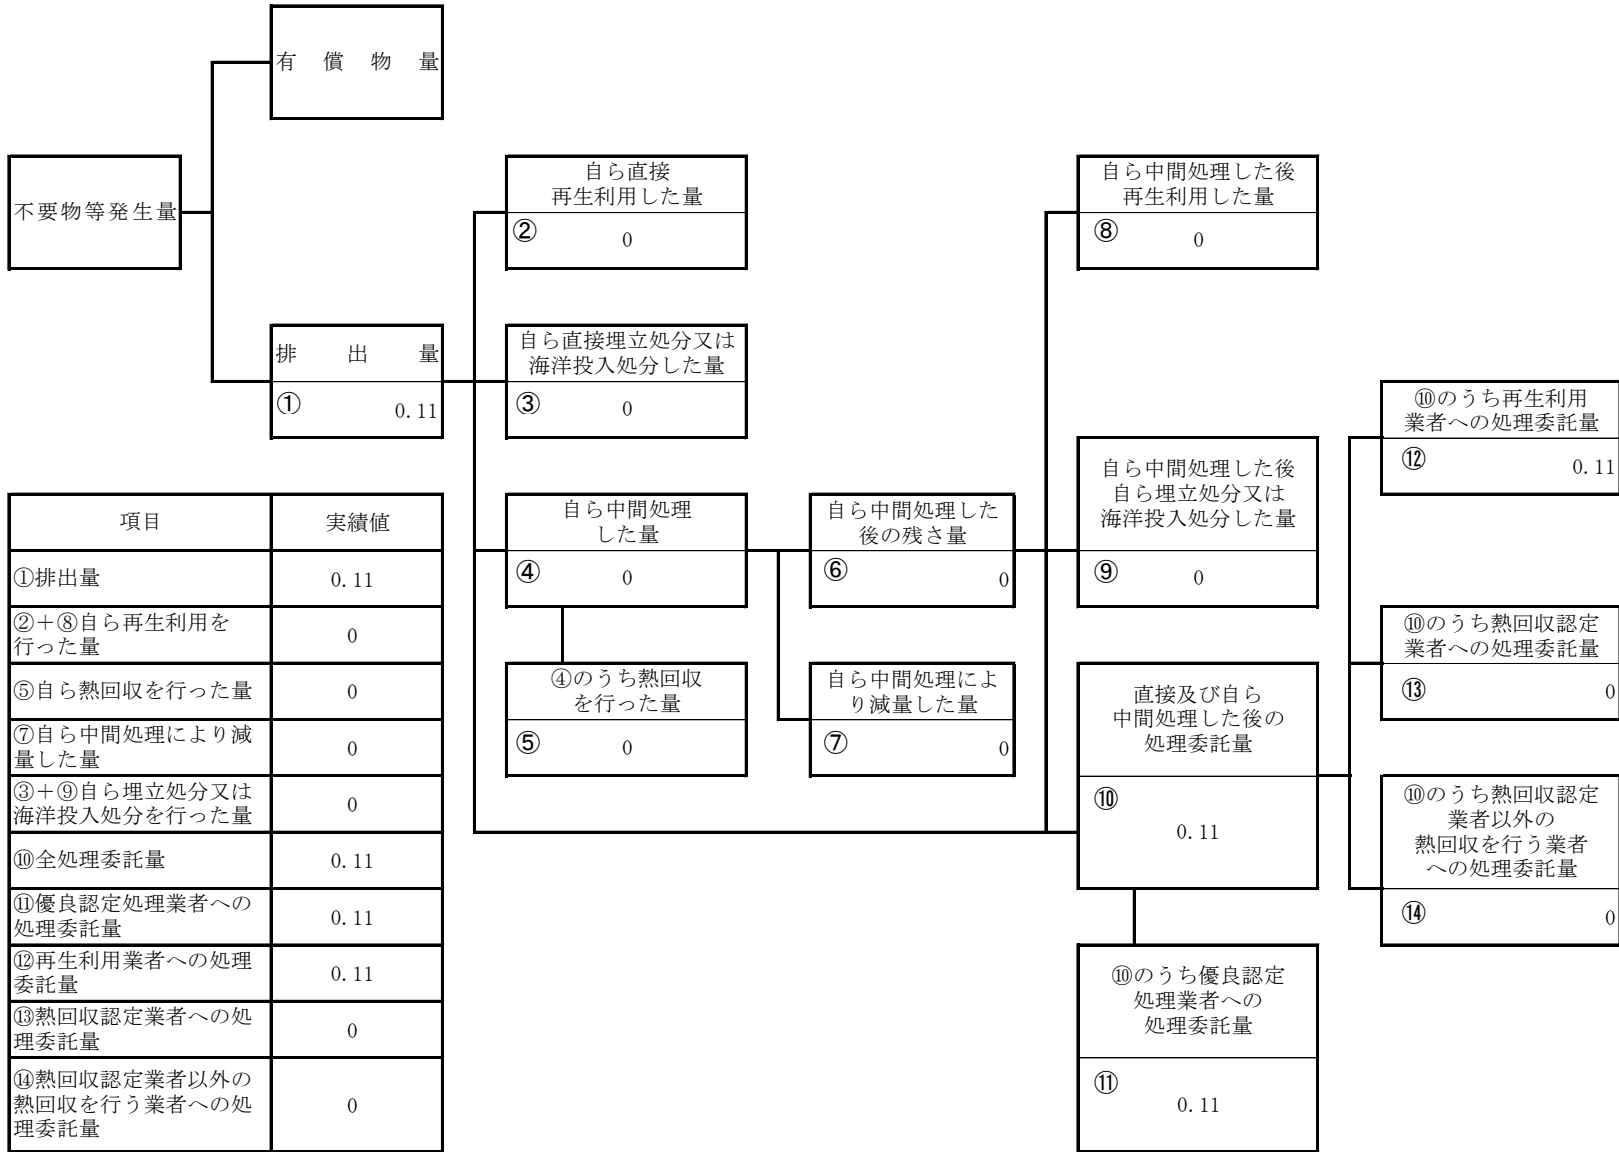 有償物量
不要物等発生量
排出量
① 0.11
自ら直接
再生利用した量
② 0
自ら直接埋立処分又は
海洋投入処分した量
③ 0
自ら中間処理
した量
④ 0
④のうち熱回収
を行った量
⑤ 0
自ら中間処理した
後の残さ量
⑥ 0
自ら中間処理によ
り減量した量
⑦ 0
自ら中間処理した後
再生利用した量
⑧ 0
自ら中間処理した後
自ら埋立処分又は
海洋投入処分した量
⑨ 0
直接及び自ら
中間処理した後の
処理委託量
⑩
0.11
⑩のうち優良認定
処理業者への
処理委託量
⑪
0.11
⑩のうち再生利用
業者への処理委託量
⑫ 0.11
⑩のうち熱回収認定
業者への処理委託量
⑬ 0
⑩のうち熱回収認定
業者以外の
熱回収を行う業者
への処理委託量
⑭ 0
項目 実績値
①排出量 0.11
②+⑧自ら再生利用を
行った量 0
⑤自ら熱回収を行った量 0
⑦自ら中間処理により減
量した量 0
③+⑨自ら埋立処分又は
海洋投入処分を行った量 0
⑩全処理委託量 0.11
⑪優良認定処理業者への
処理委託量 0.11
⑫再生利用業者への処理
委託量 0.11
⑬熱回収認定業者への処
理委託量 0
⑭熱回収認定業者以外の
熱回収を行う業者への処
理委託量 0